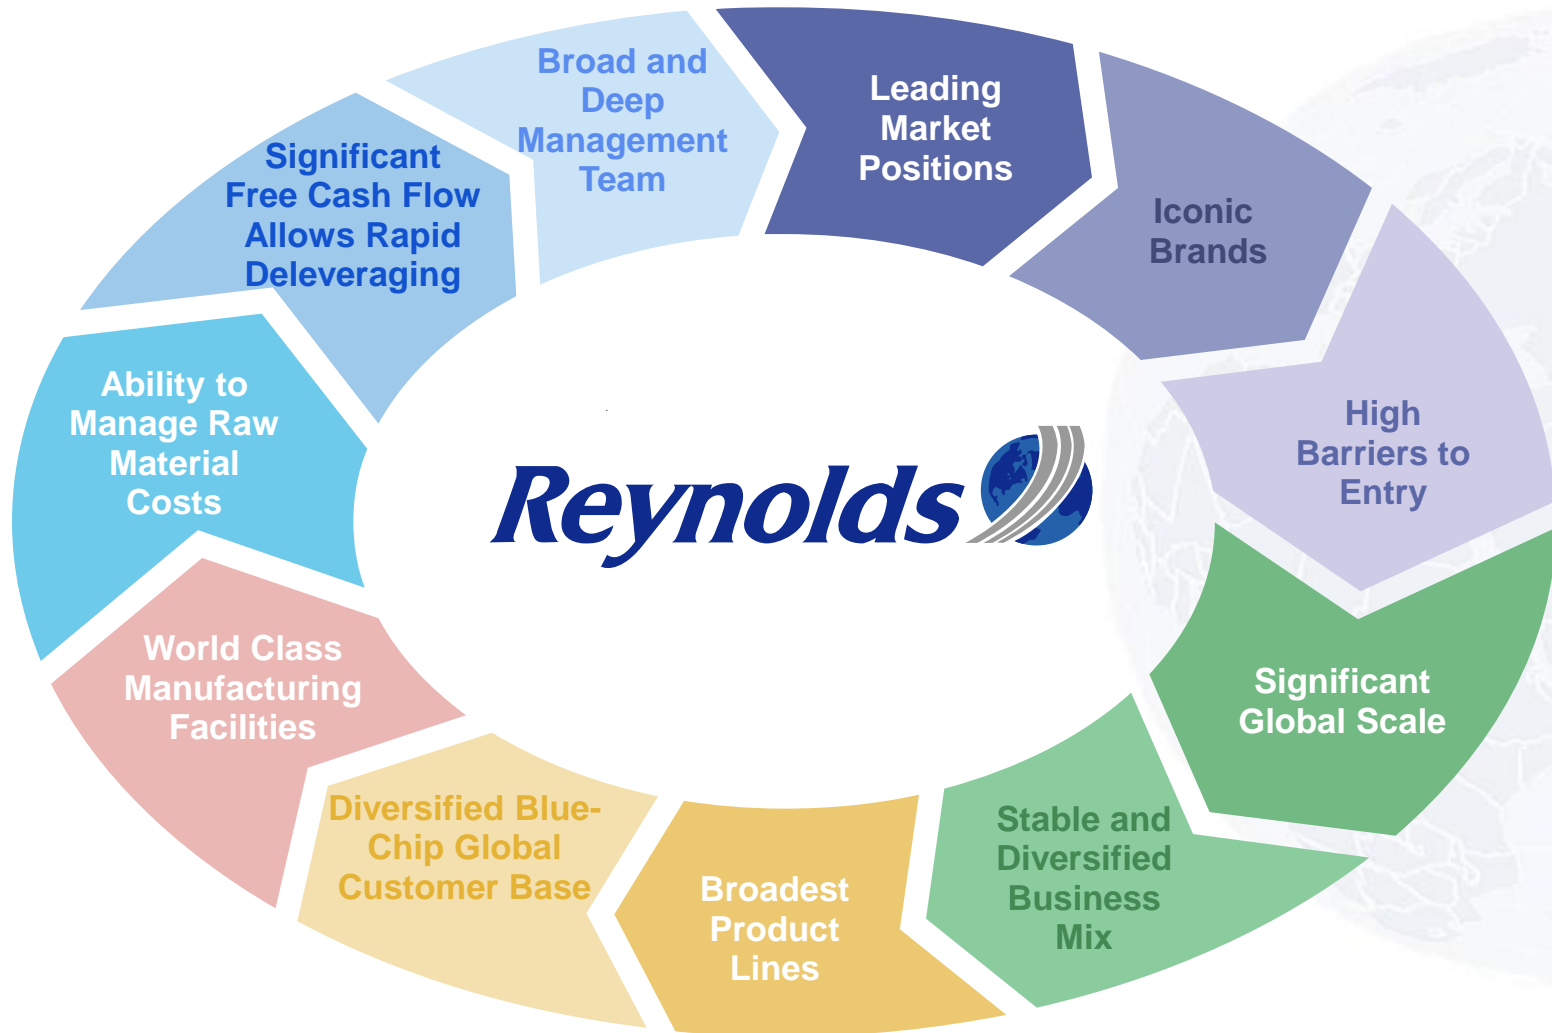 Broad and
Deep
Management
Team
Leading
Market
Positions
Iconic
Brands
High
Barriers to
Entry
Significant
Global Scale
Stable and
Diversified
Business
Mix
Broadest
Product
Lines
Diversified Blue-
Chip Global
Customer Base
World Class
Manufacturing
Facilities
Ability to
Manage Raw
Material
Costs
Significant
Free Cash Flow
Allows Rapid
Deleveraging
Reynolds